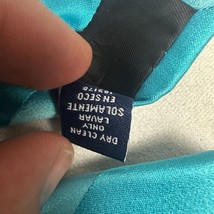 DRY CLEAN
ONLY
LAVAR
SOLAMENTE
EN SECO